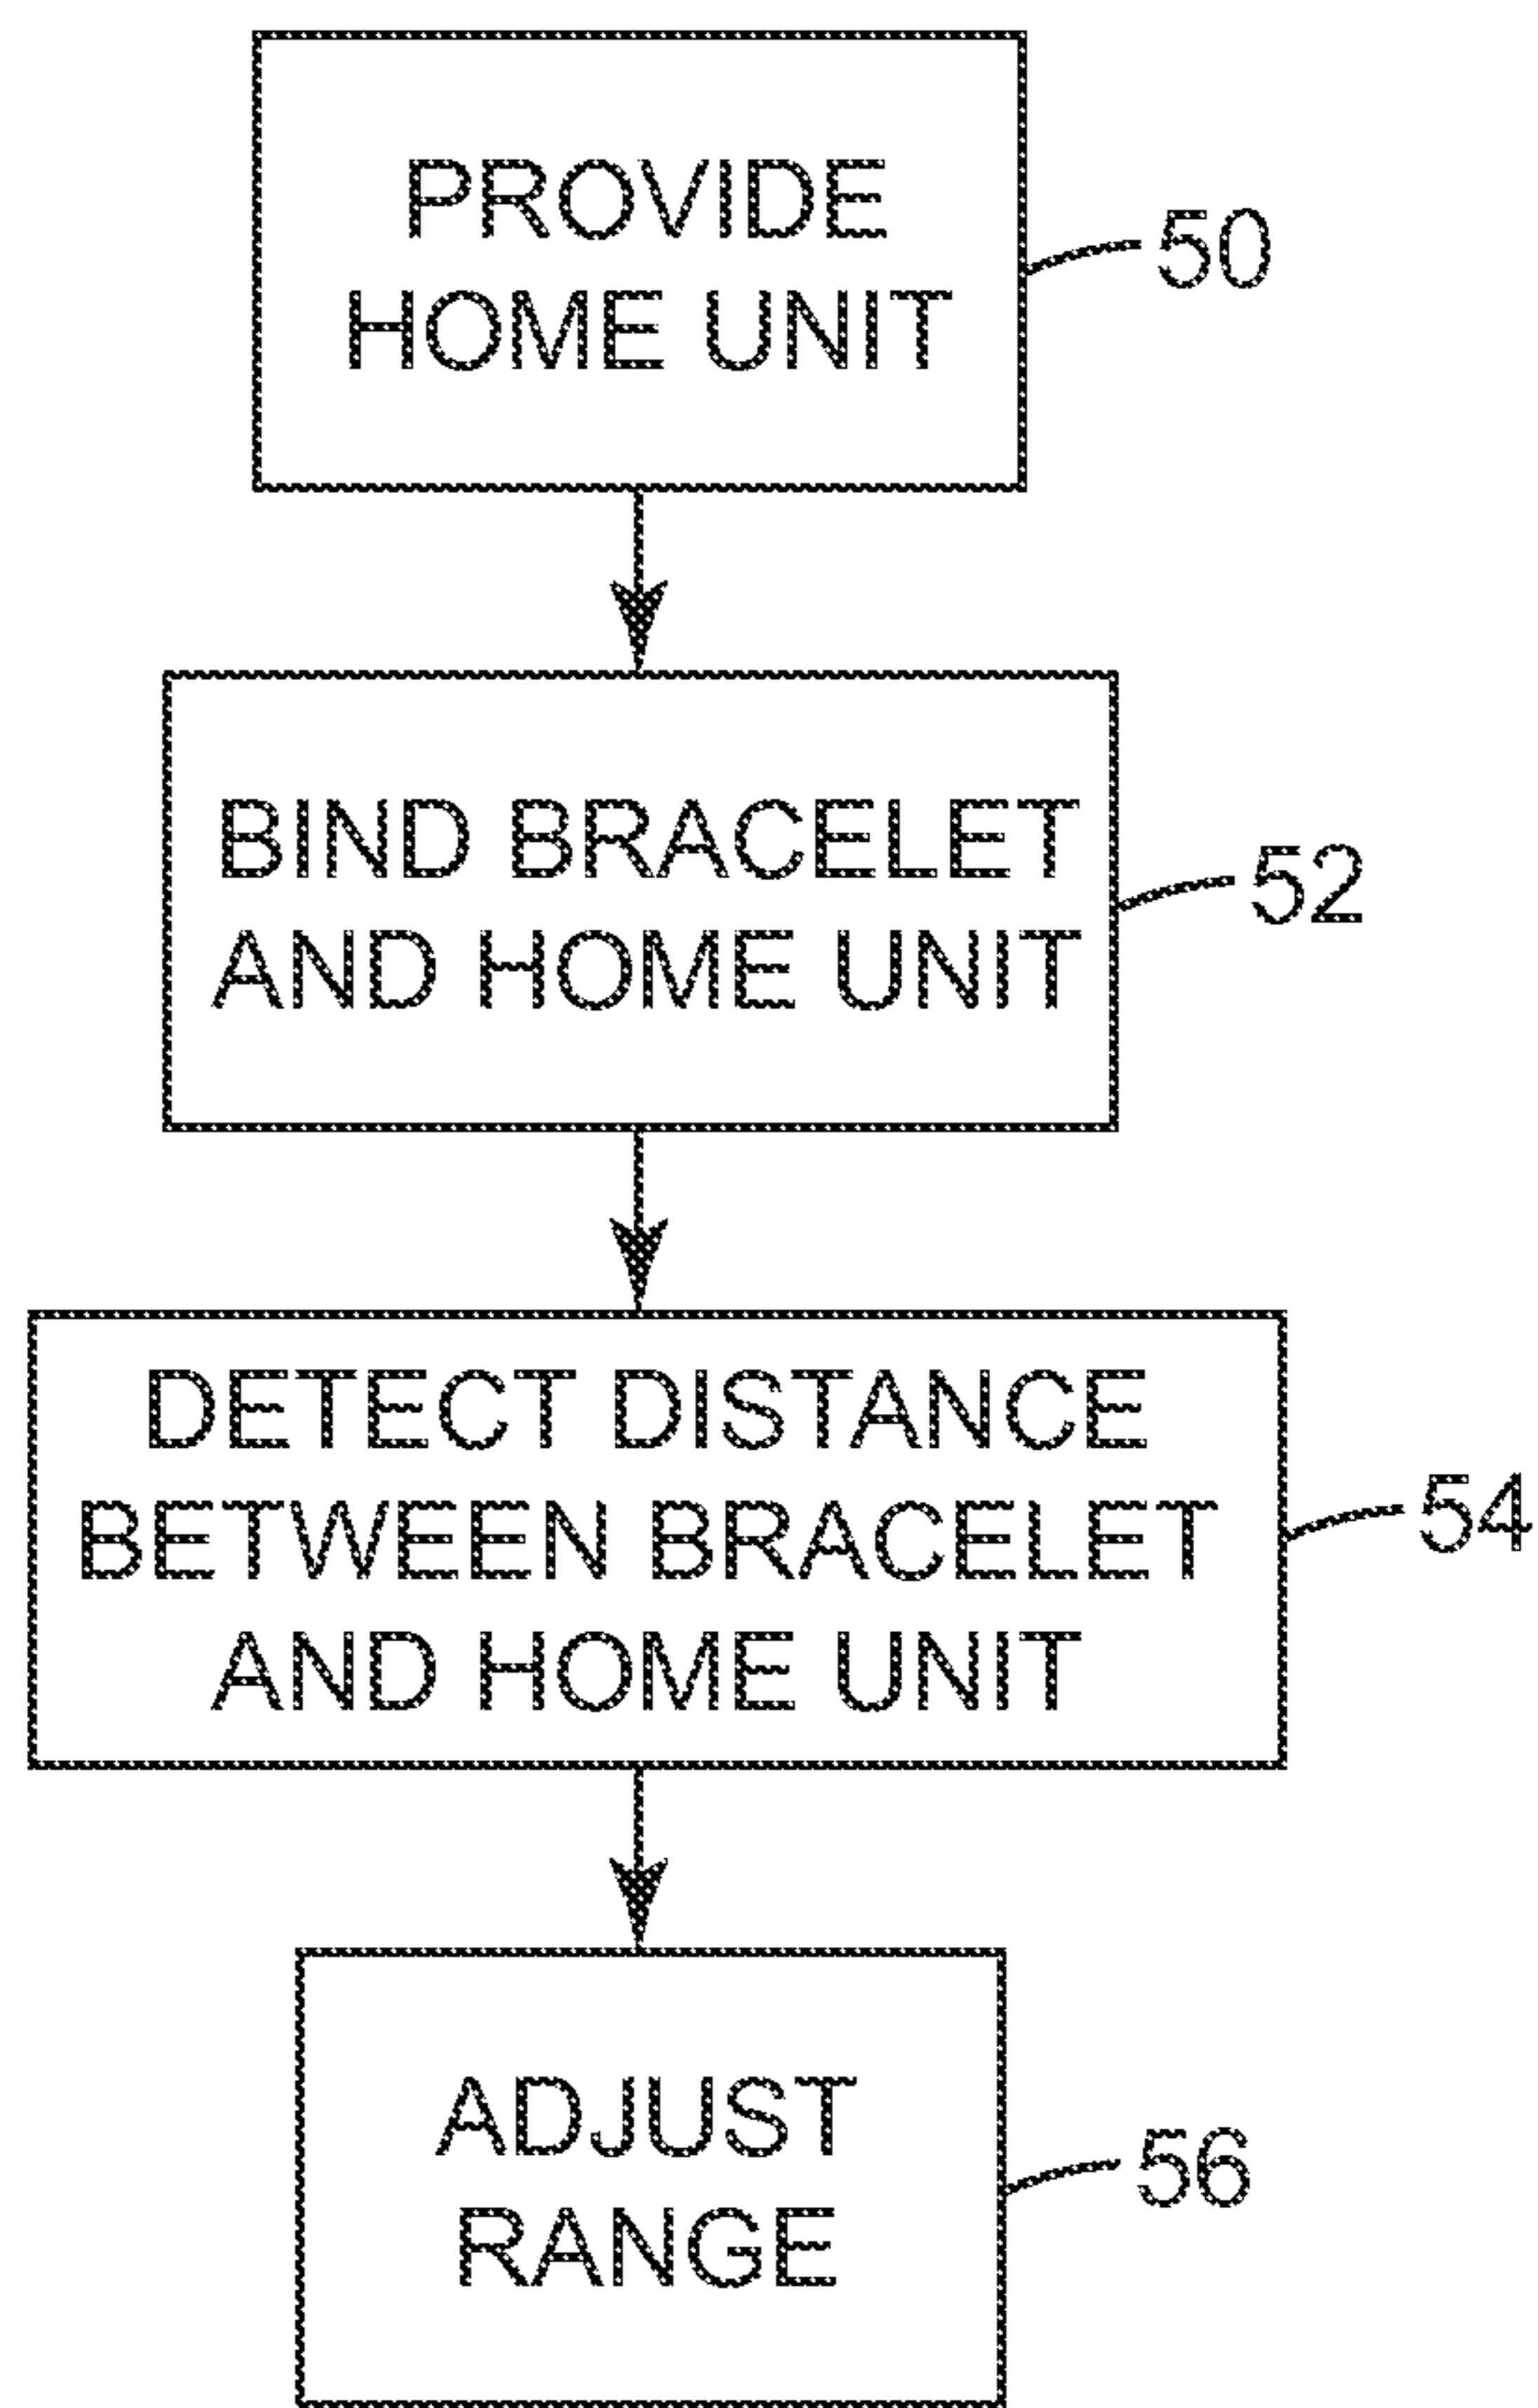 PROVIDE
HOME UNIT
50
BIND BRACELET
AND HOME UNIT
52
DETECT DISTANCE
BETWEEN BRACELET
AND HOME UNIT
54
ADJUST
RANGE
56